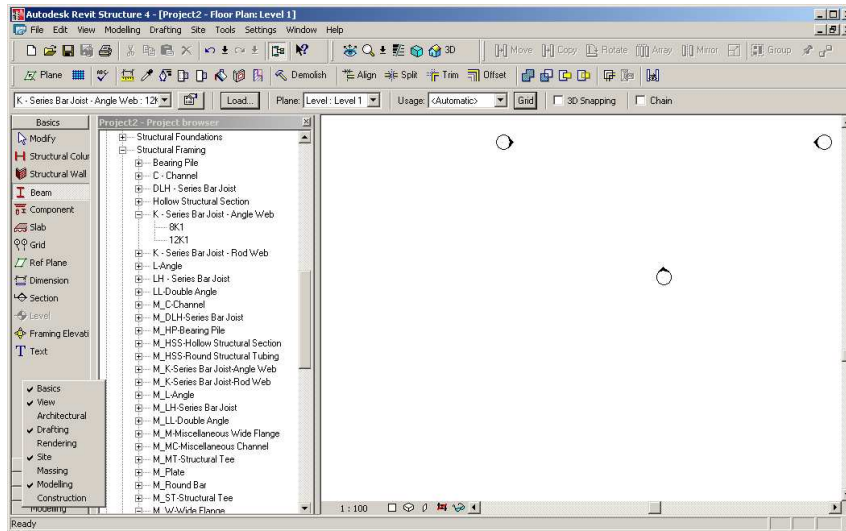 Autodesk Revit Structure 4 - [Project2 - Floor Plan: Level 1]
File Edit View Modelling Drafting Site Tools Settings Window Help
3D Move Copy Rotate Array Mirror Group
Plane Demolish Align Split Trim Offset
K - Series Bar Joist - Angle Web : 12K Load... Plane: Level : Level 1 Usage: <Automatic> Grid 3D Snapping Chain
Basics
Modify
Structural Colur
Structural Wall
Beam
Component
Slab
Grid
Ref Plane
Dimension
Section
Level
Framing Elevati
Text
Basics
View
Architectural
Drafting
Rendering
Site
Massing
Modelling
Construction
Modelling
Project2 - Project browser
Structural Foundations
Structural Framing
Bearing Pile
C - Channel
DLH - Series Bar Joist
Hollow Structural Section
K - Series Bar Joist - Angle Web
8K1
12K1
K - Series Bar Joist - Rod Web
L-Angle
LH - Series Bar Joist
LL-Double Angle
M_C-Channel
M_DLH-Series Bar Joist
M_HP-Bearing Pile
M_HSS-Hollow Structural Section
M_HSS-Round Structural Tubing
M_K-Series Bar Joist-Angle Web
M_K-Series Bar Joist-Rod Web
M_L-Angle
M_LH-Series Bar Joist
M_LL-Double Angle
M_M-Miscellaneous Wide Flange
M_MC-Miscellaneous Channel
M_MT-Structural Tee
M_Plate
M_Round Bar
M_ST-Structural Tee
M_W-Wide Flange
1 : 100
Ready